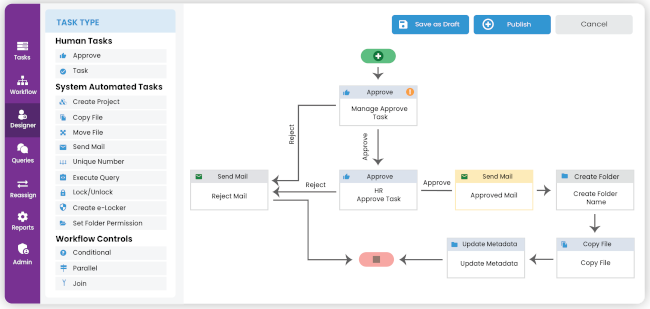 Tasks
Workflow
Designer
Queries
Reassign
Reports
Admin
TASK TYPE
Human Tasks
Approve
Task
System Automated Tasks
Create Project
Copy File
Move File
Send Mail
Unique Number
Execute Query
Lock/Unlock
Create e-Locker
Set Folder Permission
Workflow Controls
Conditional
Parallel
Join
Save as Draft
Publish
Cancel
Approve
Manage Approve
Task
Reject
Approve
Send Mail
Reject Mail
Reject
Approve
HR
Approve Task
Approve
Send Mail
Approved Mail
Create Folder
Create Folder
Name
Update Metadata
Update Metadata
Copy File
Copy File